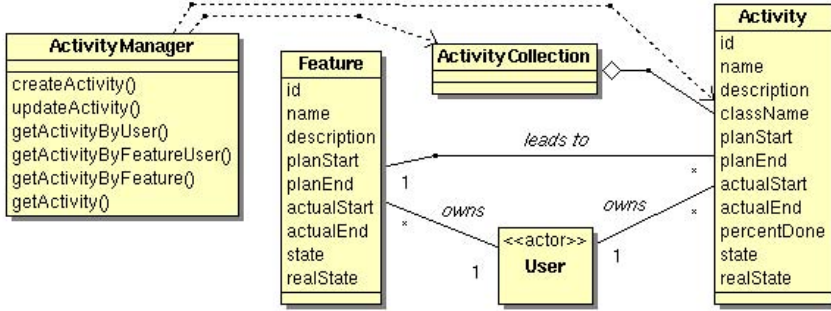 ActivityManager
createActivity()
updateActivity()
getActivityByUser()
getActivityByFeatureUser()
getActivityByFeature()
getActivity()
Feature
id
name
description
planStart
planEnd
actualStart
actualEnd
state
realState
ActivityCollection
Activity
id
name
description
className
planStart
planEnd
actualStart
actualEnd
percentDone
state
realState
leads to
1
*
owns
*
1
owns
*
1
<<actor>>
User